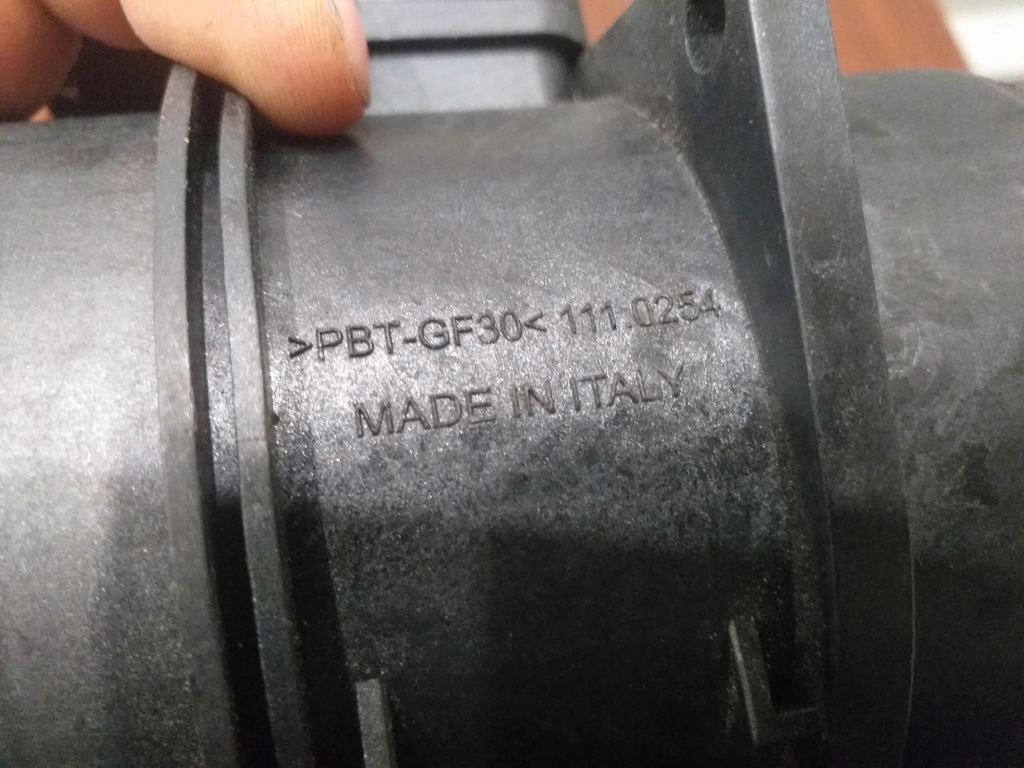 >PBT-GF30< 111.0254
MADE IN ITALY